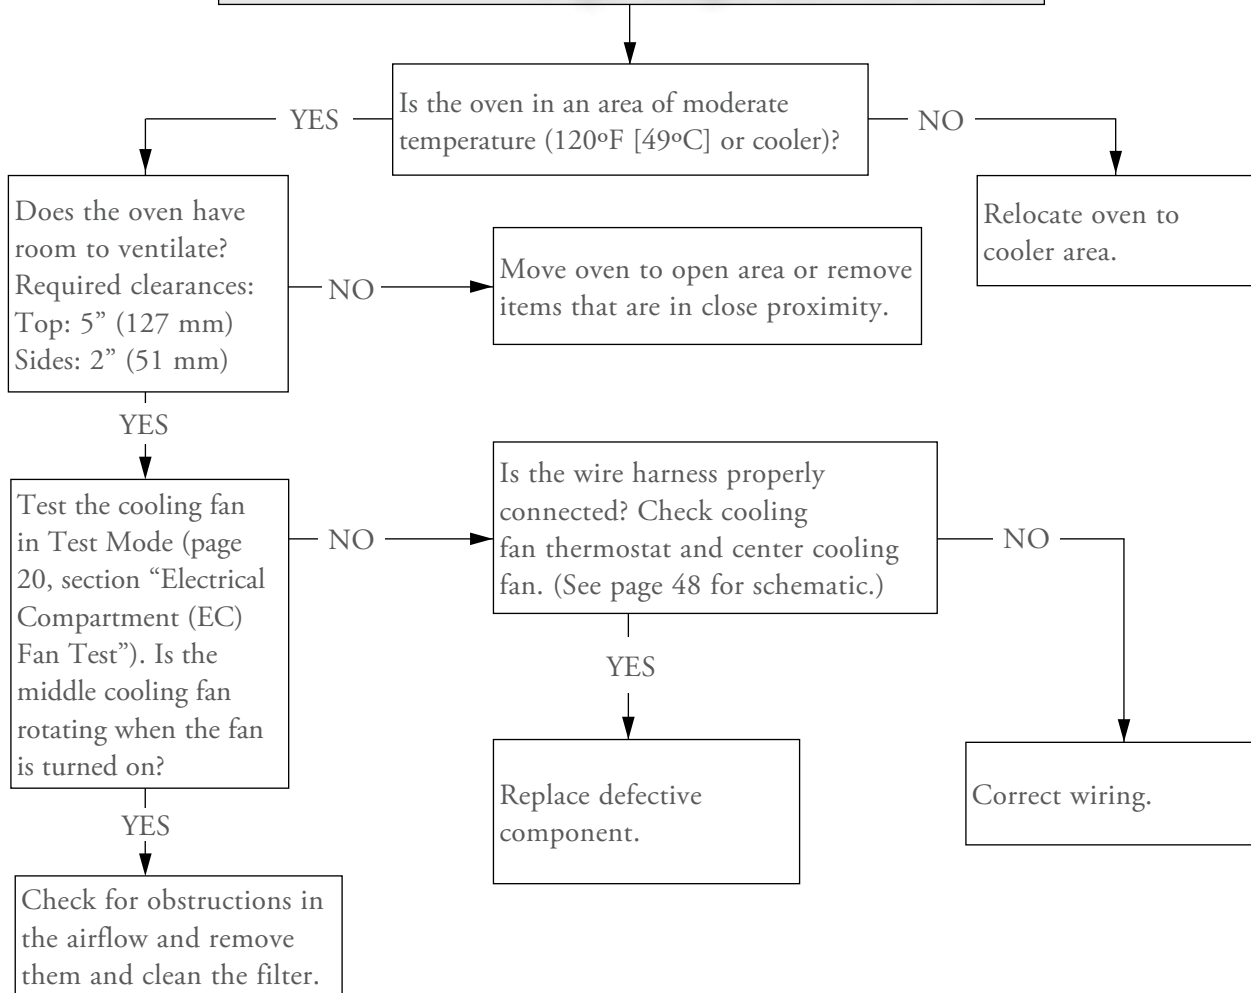 Is the oven in an area of moderate
temperature (120ºF [49ºC] or cooler)?
YES
NO
Does the oven have
room to ventilate?
Required clearances:
Top: 5” (127 mm)
Sides: 2” (51 mm)
NO
Move oven to open area or remove
items that are in close proximity.
Relocate oven to
cooler area.
YES
Test the cooling fan
in Test Mode (page
20, section “Electrical
Compartment (EC)
Fan Test”). Is the
middle cooling fan
rotating when the fan
is turned on?
NO
Is the wire harness properly
connected? Check cooling
fan thermostat and center cooling
fan. (See page 48 for schematic.)
NO
YES
Replace defective
component.
Correct wiring.
YES
Check for obstructions in
the airflow and remove
them and clean the filter.